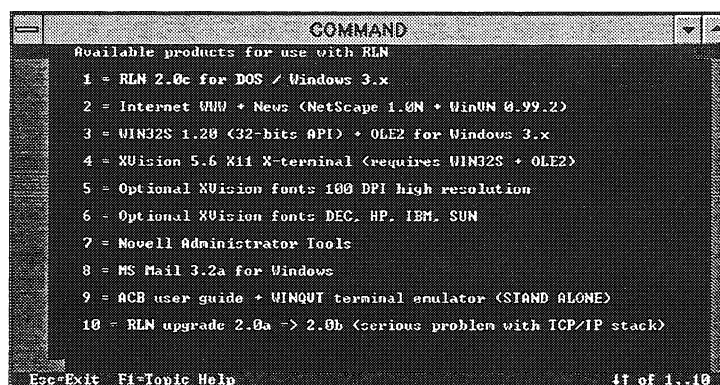 COMMAND
Available products for use with RLN
1 = RLN 2.0c for DOS / Windows 3.x
2 = Internet WWW + News (NetScape 1.0N + WinVN 0.99.2)
3 = WIN32S 1.20 (32-bits API) + OLE2 for Windows 3.x
4 = XVision 5.6 X11 X-terminal (requires WIN32S + OLE2)
5 = Optional XVision fonts 100 DPI high resolution
6 = Optional XVision fonts DEC, HP, IBM, SUN
7 = Novell Administrator Tools
8 = MS Mail 3.2a for Windows
9 = ACB user guide + WINQVT terminal emulator (STAND ALONE)
10 = RLN upgrade 2.0a -> 2.0b (serious problem with TCP/IP stack)
Esc=Exit F1=Topic Help ↓↑ of 1..10